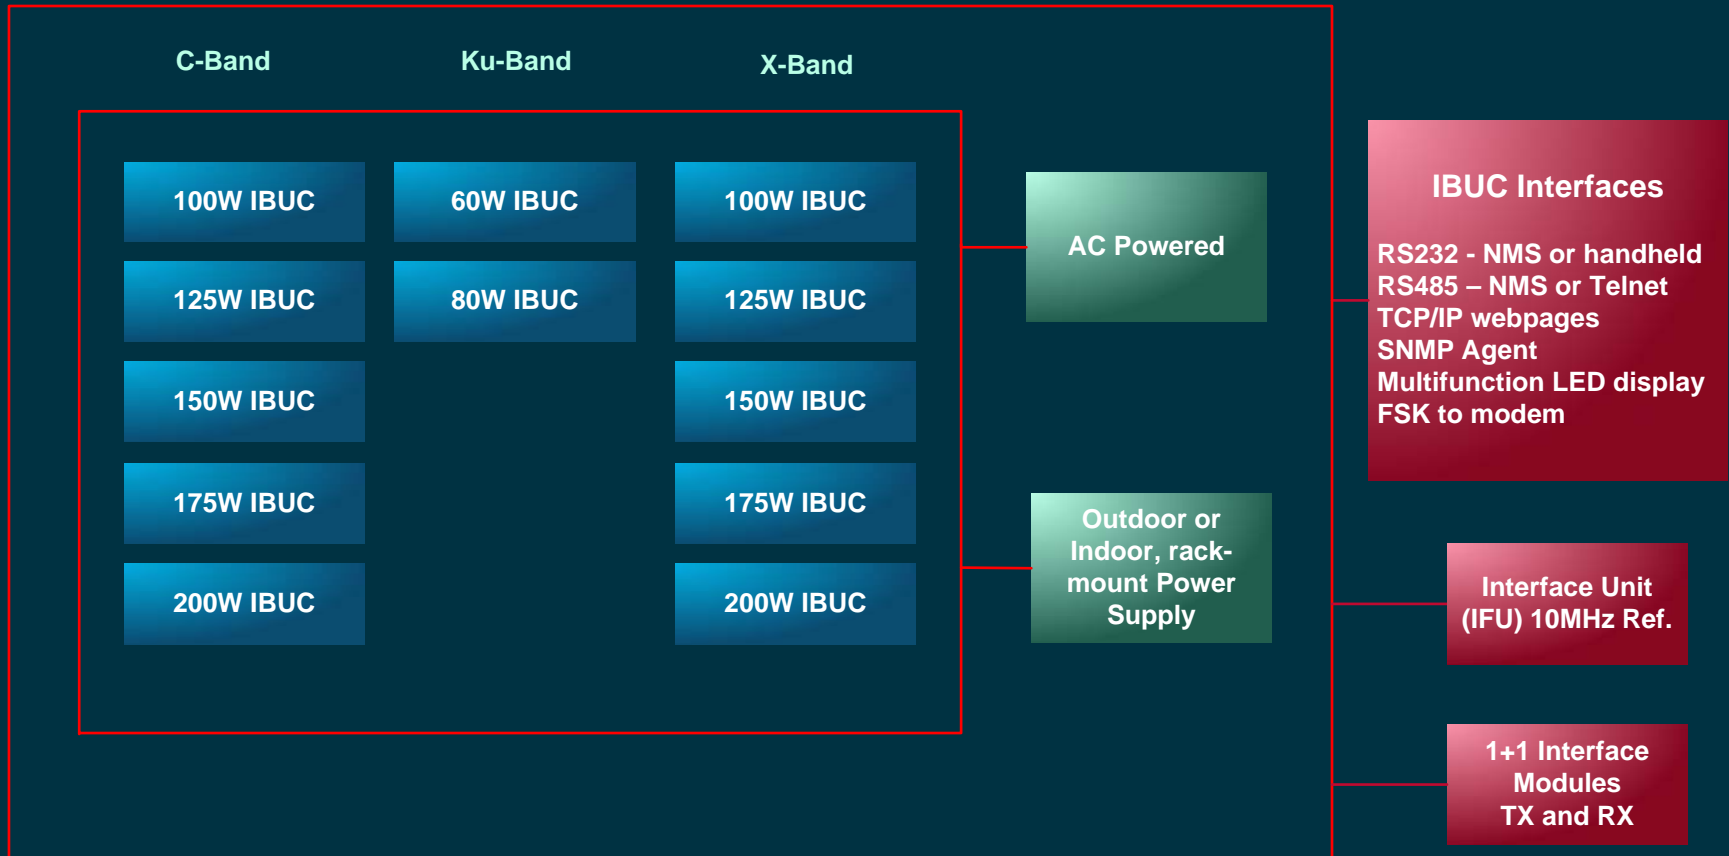 C-Band
Ku-Band
X-Band
100W IBUC
60W IBUC
100W IBUC
125W IBUC
80W IBUC
125W IBUC
150W IBUC
150W IBUC
175W IBUC
175W IBUC
200W IBUC
200W IBUC
AC Powered
Outdoor or
Indoor, rack-
mount Power
Supply
IBUC Interfaces
RS232 - NMS or handheld
RS485 – NMS or Telnet
TCP/IP webpages
SNMP Agent
Multifunction LED display
FSK to modem
Interface Unit
(IFU) 10MHz Ref.
1+1 Interface
Modules
TX and RX